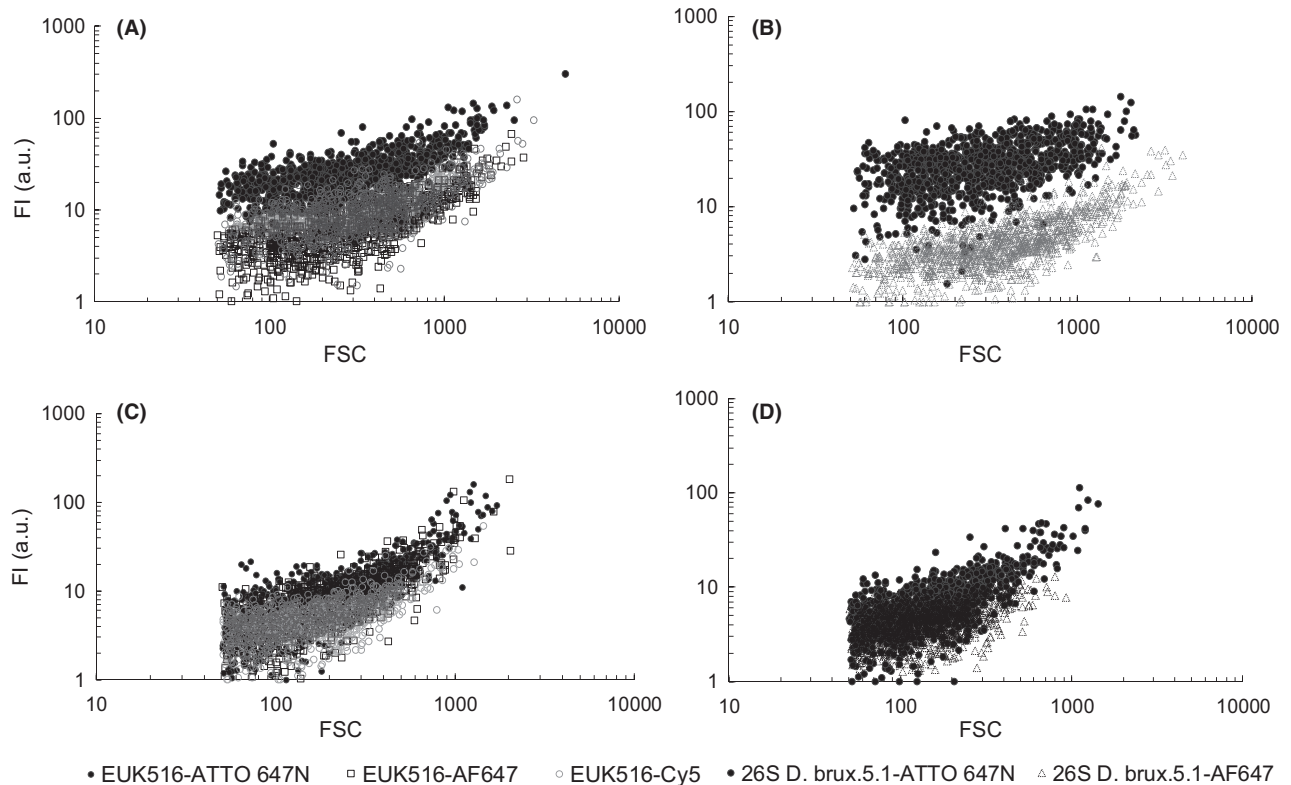 (A)
1000
100
10
1
FI (a.u.)
10
100
1000
10000
FSC
(B)
1000
100
10
1
10
100
1000
10000
FSC
(C)
1000
100
10
1
FI (a.u.)
10
100
1000
10000
FSC
(D)
1000
100
10
1
10
100
1000
10000
FSC
EUK516-ATTO 647N
EUK516-AF647
EUK516-Cy5
26S D. brux.5.1-ATTO 647N
26S D. brux.5.1-AF647